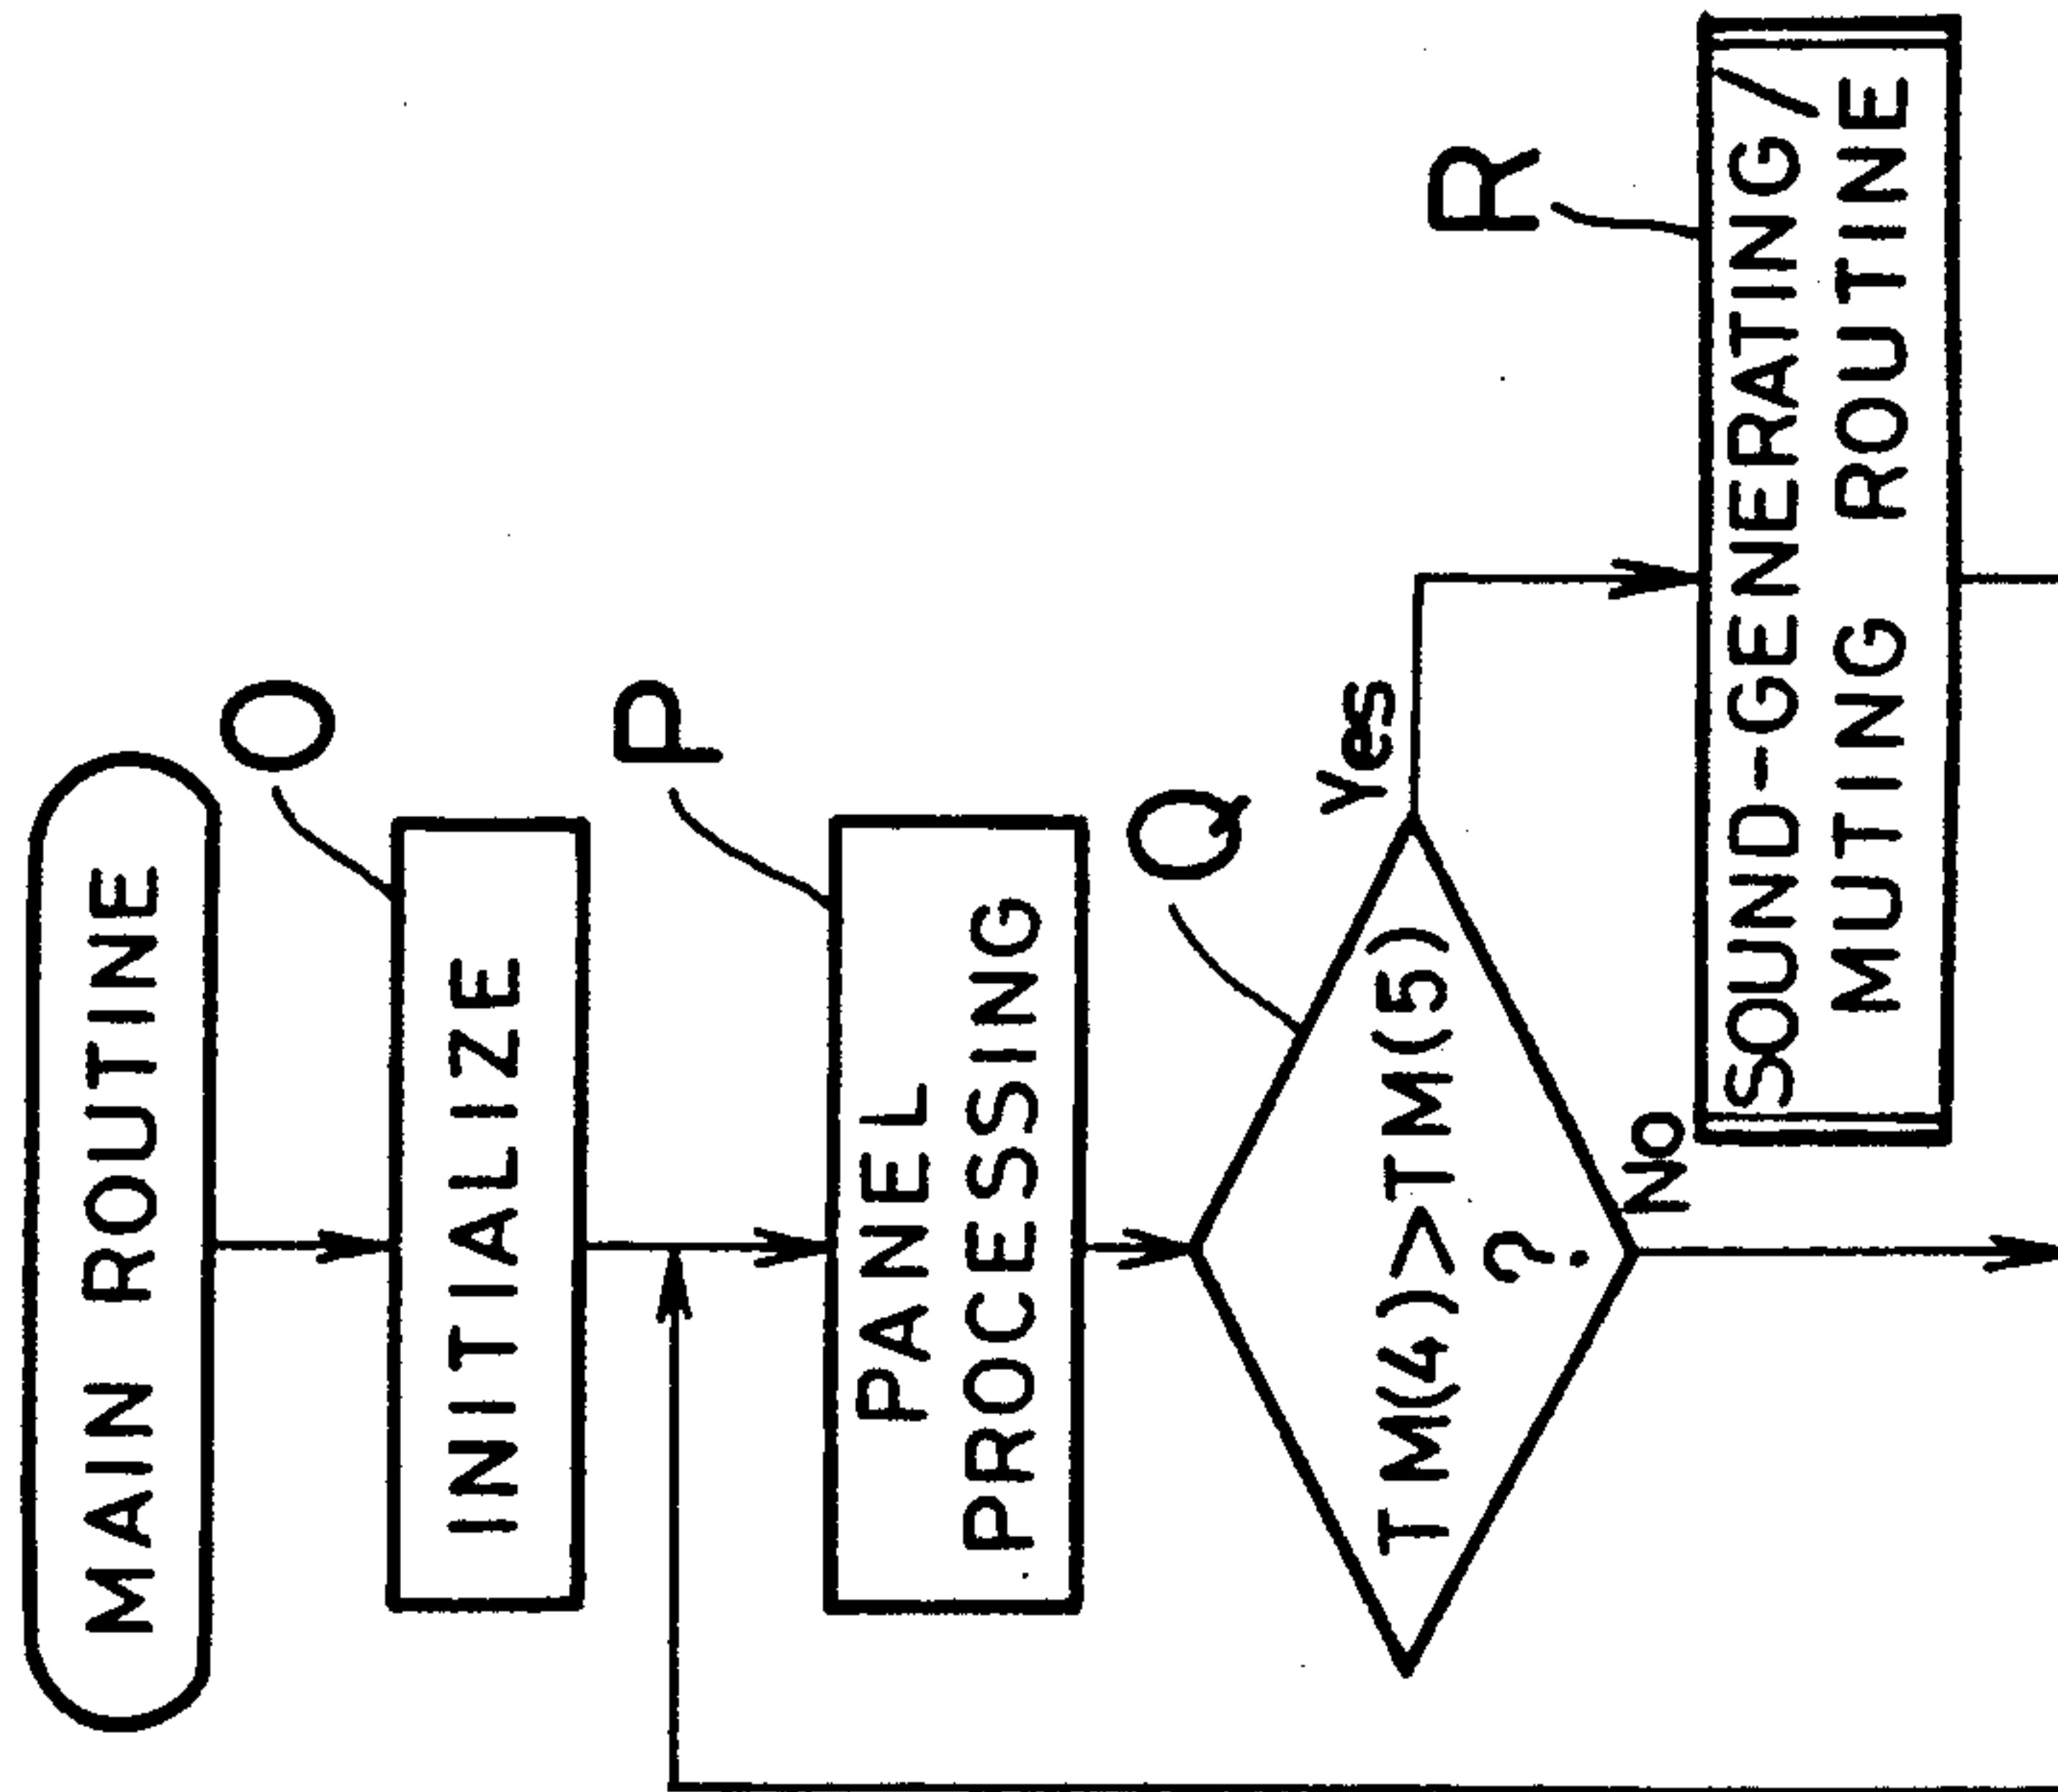 MAIN ROUTINE
O
INITIALIZE
P
PANEL
PROCESSING
Q
TM(4)>TM(5)
?
Yes
No
R
SOUND-GENERATING/
MUTING ROUTINE